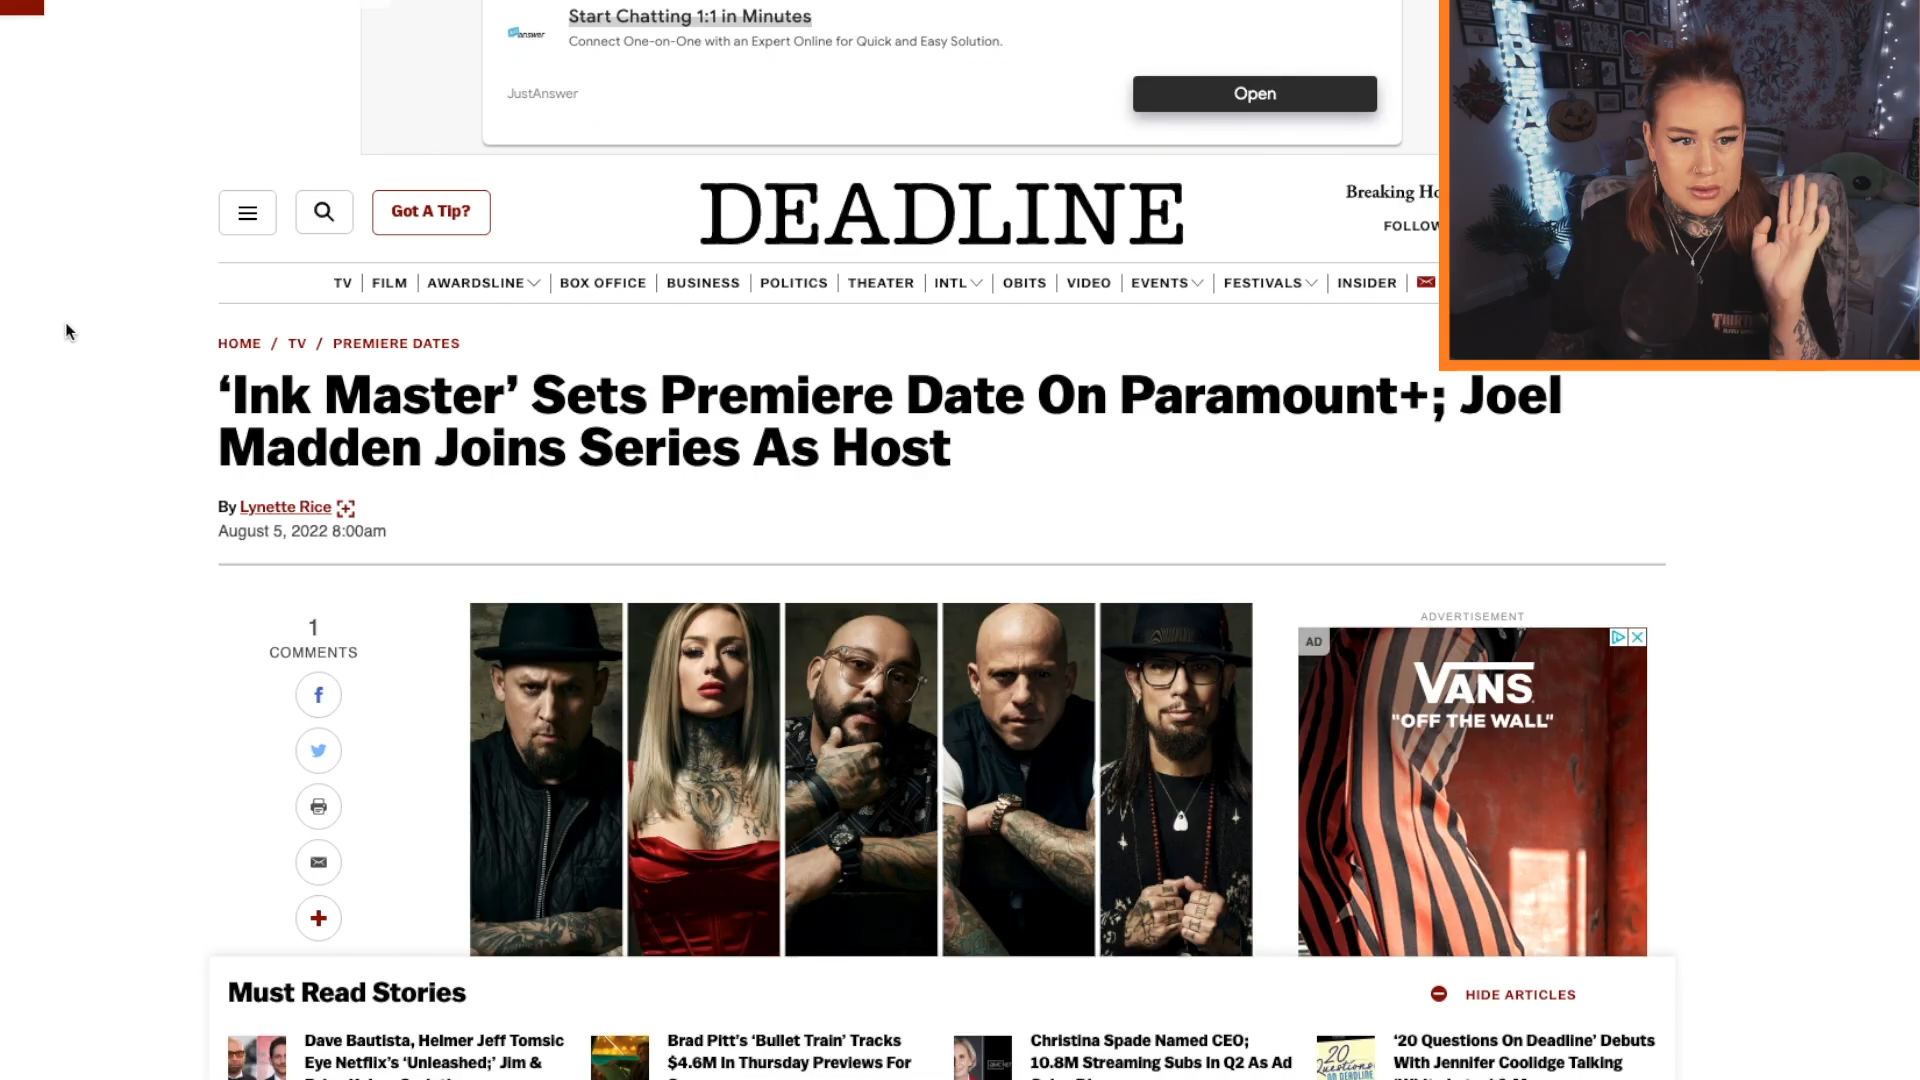 Start Chatting 1:1 in Minutes
Connect One-on-One with an Expert Online for Quick and Easy Solution.
answer
JustAnswer
Open
Got A Tip?
DEADLINE
FOLLOW
TV FILM AWARDSLINE BOX OFFICE BUSINESS POLITICS THEATER INTL OBITS VIDEO EVENTS FESTIVALS INSIDER
HOME / TV / PREMIERE DATES
‘Ink Master’ Sets Premiere Date On Paramount+; Joel
Madden Joins Series As Host
By Lynette Rice
August 5, 2022 8:00am
1
COMMENTS
ADVERTISEMENT
AD
VANS
"OFF THE WALL"
Must Read Stories
HIDE ARTICLES
Dave Bautista, Helmer Jeff Tomsic
Eye Netflix’s ‘Unleashed;’ Jim &
Brad Pitt’s ‘Bullet Train’ Tracks
$4.6M In Thursday Previews For
Christina Spade Named CEO;
10.8M Streaming Subs In Q2 As Ad
20
Questions
ON DEADLINE
‘20 Questions On Deadline’ Debuts
With Jennifer Coolidge Talking